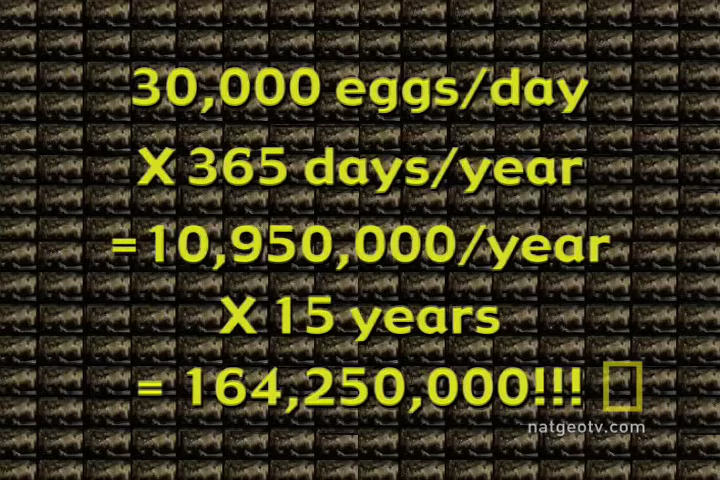 30,000 eggs/day
X 365 days/year
=10,950,000/year
X 15 years
= 164,250,000!!!
natgeotv.com